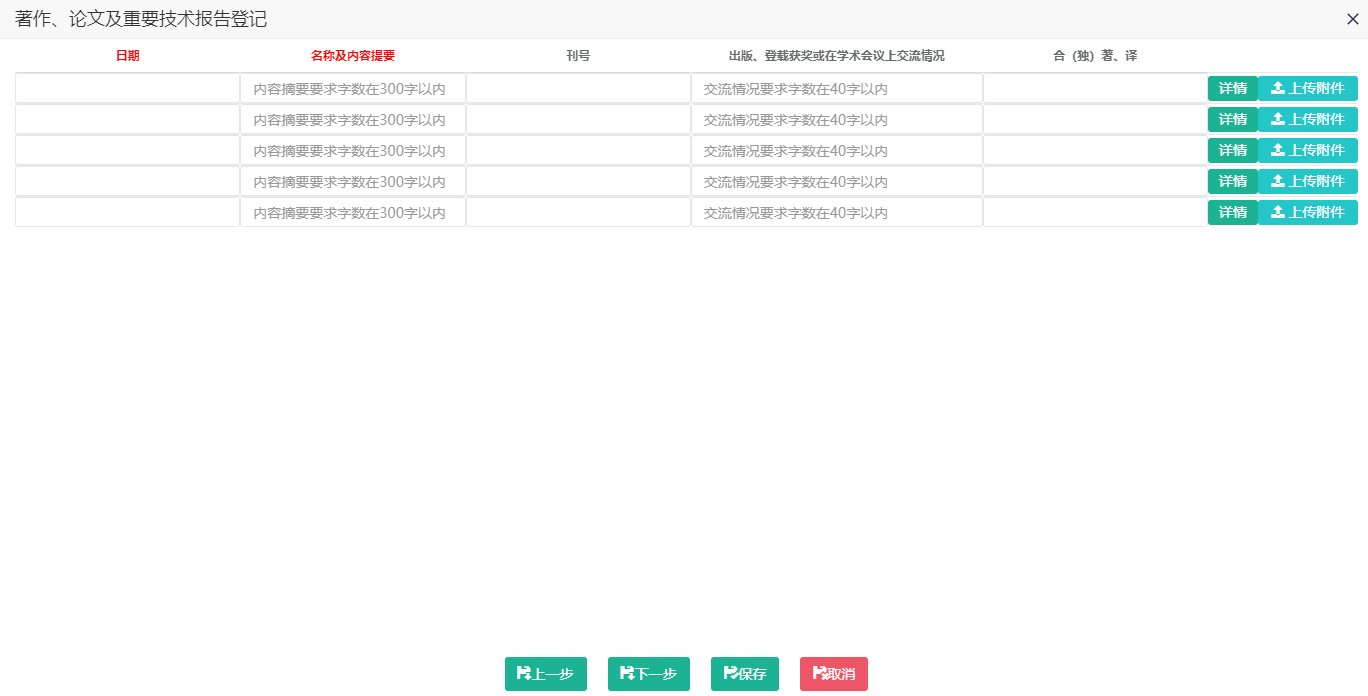 著作、论文及重要技术报告登记
日期 名称及内容提要 刊号 出版、登载获奖或在学术会议上交流情况 合（独）著、译
内容摘要要求字数在300字以内 交流情况要求字数在40字以内 详情 上传附件
内容摘要要求字数在300字以内 交流情况要求字数在40字以内 详情 上传附件
内容摘要要求字数在300字以内 交流情况要求字数在40字以内 详情 上传附件
内容摘要要求字数在300字以内 交流情况要求字数在40字以内 详情 上传附件
内容摘要要求字数在300字以内 交流情况要求字数在40字以内 详情 上传附件
上一步 下一步 保存 取消